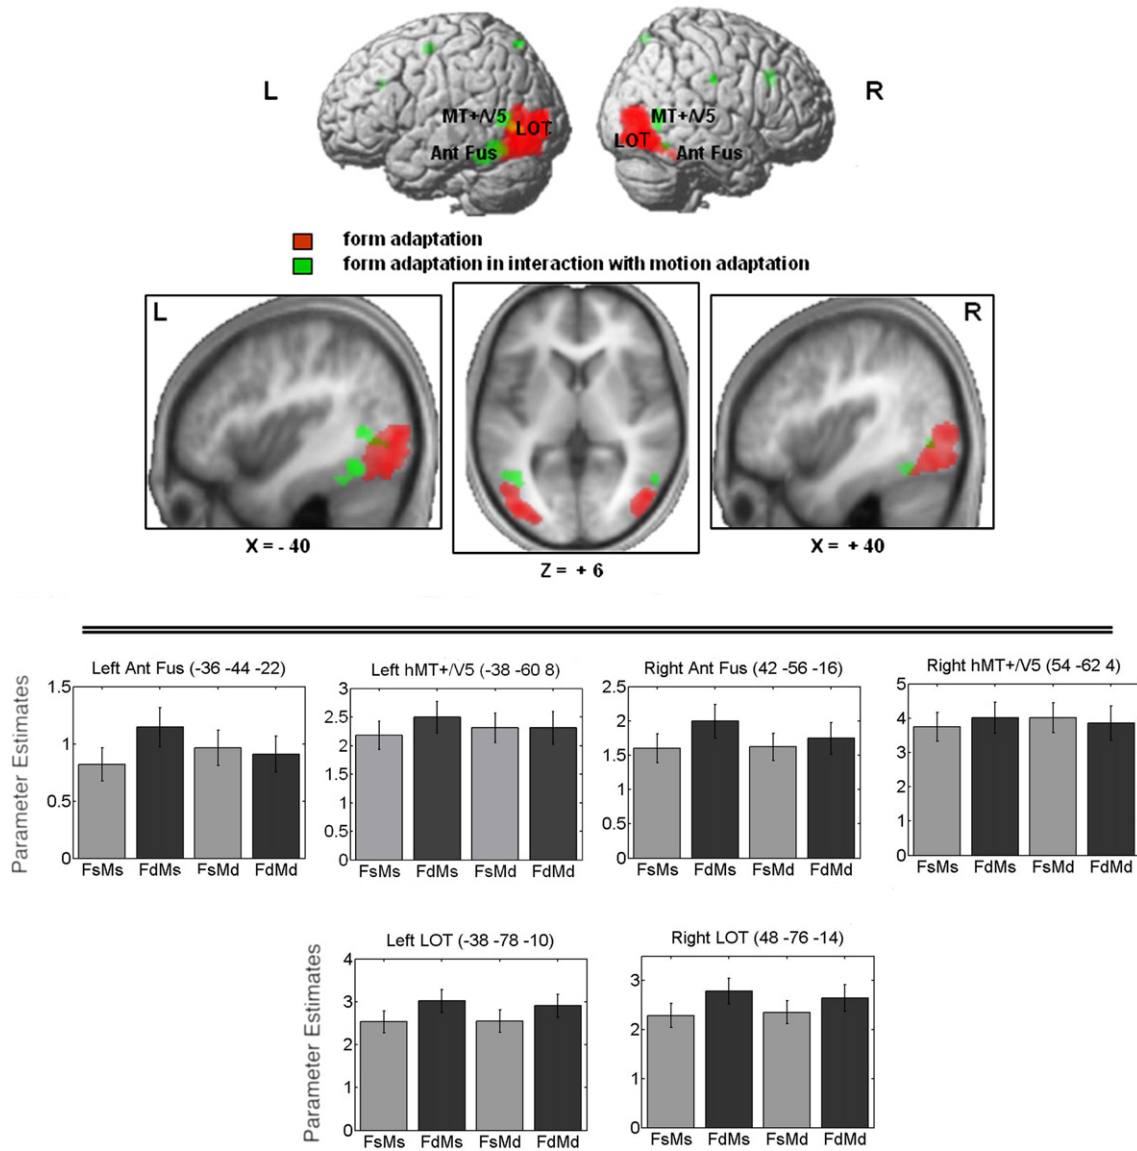 L
R
MT+/V5
LOT
Ant Fus
MT+/V5
LOT
Ant Fus
form adaptation
form adaptation in interaction with motion adaptation
L
R
X = - 40
Z = + 6
X = + 40
Left Ant Fus (-36 -44 -22)
Parameter Estimates
1.5
1
0.5
0
FsMs FdMs FsMd FdMd
Left hMT+/V5 (-38 -60 8)
3
2.5
2
1.5
1
0.5
0
FsMs FdMs FsMd FdMd
Right Ant Fus (42 -56 -16)
2.5
2
1.5
1
0.5
0
FsMs FdMs FsMd FdMd
Right hMT+/V5 (54 -62 4)
5
4
3
2
1
0
FsMs FdMs FsMd FdMd
Left LOT (-38 -78 -10)
Parameter Estimates
4
3
2
1
0
FsMs FdMs FsMd FdMd
Right LOT (48 -76 -14)
3
2
1
0
FsMs FdMs FsMd FdMd